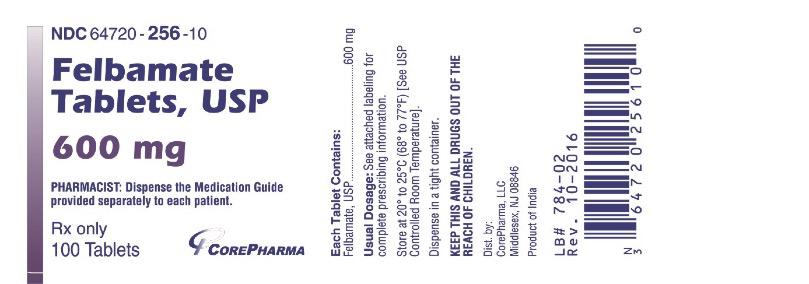 NDC 64720-256-10
Felbamate
Tablets, USP
600 mg
PHARMACIST: Dispense the Medication Guide
provided separately to each patient.
Rx only
100 Tablets
COREPHARMA
Each Tablet Contains:
Felbamate, USP............................600 mg
Usual Dosage: See attached labeling for
complete prescribing information.
Store at 20° to 25°C (68° to 77°F) [See USP
Controlled Room Temperature].
Dispense in a tight container.
KEEP THIS AND ALL DRUGS OUT OF THE
REACH OF CHILDREN.
Dist. by:
CorePharma, LLC
Middlesex, NJ 08846
Product of India
LB# 784-02
Rev. 10-2016
N
3 64720 25610 0